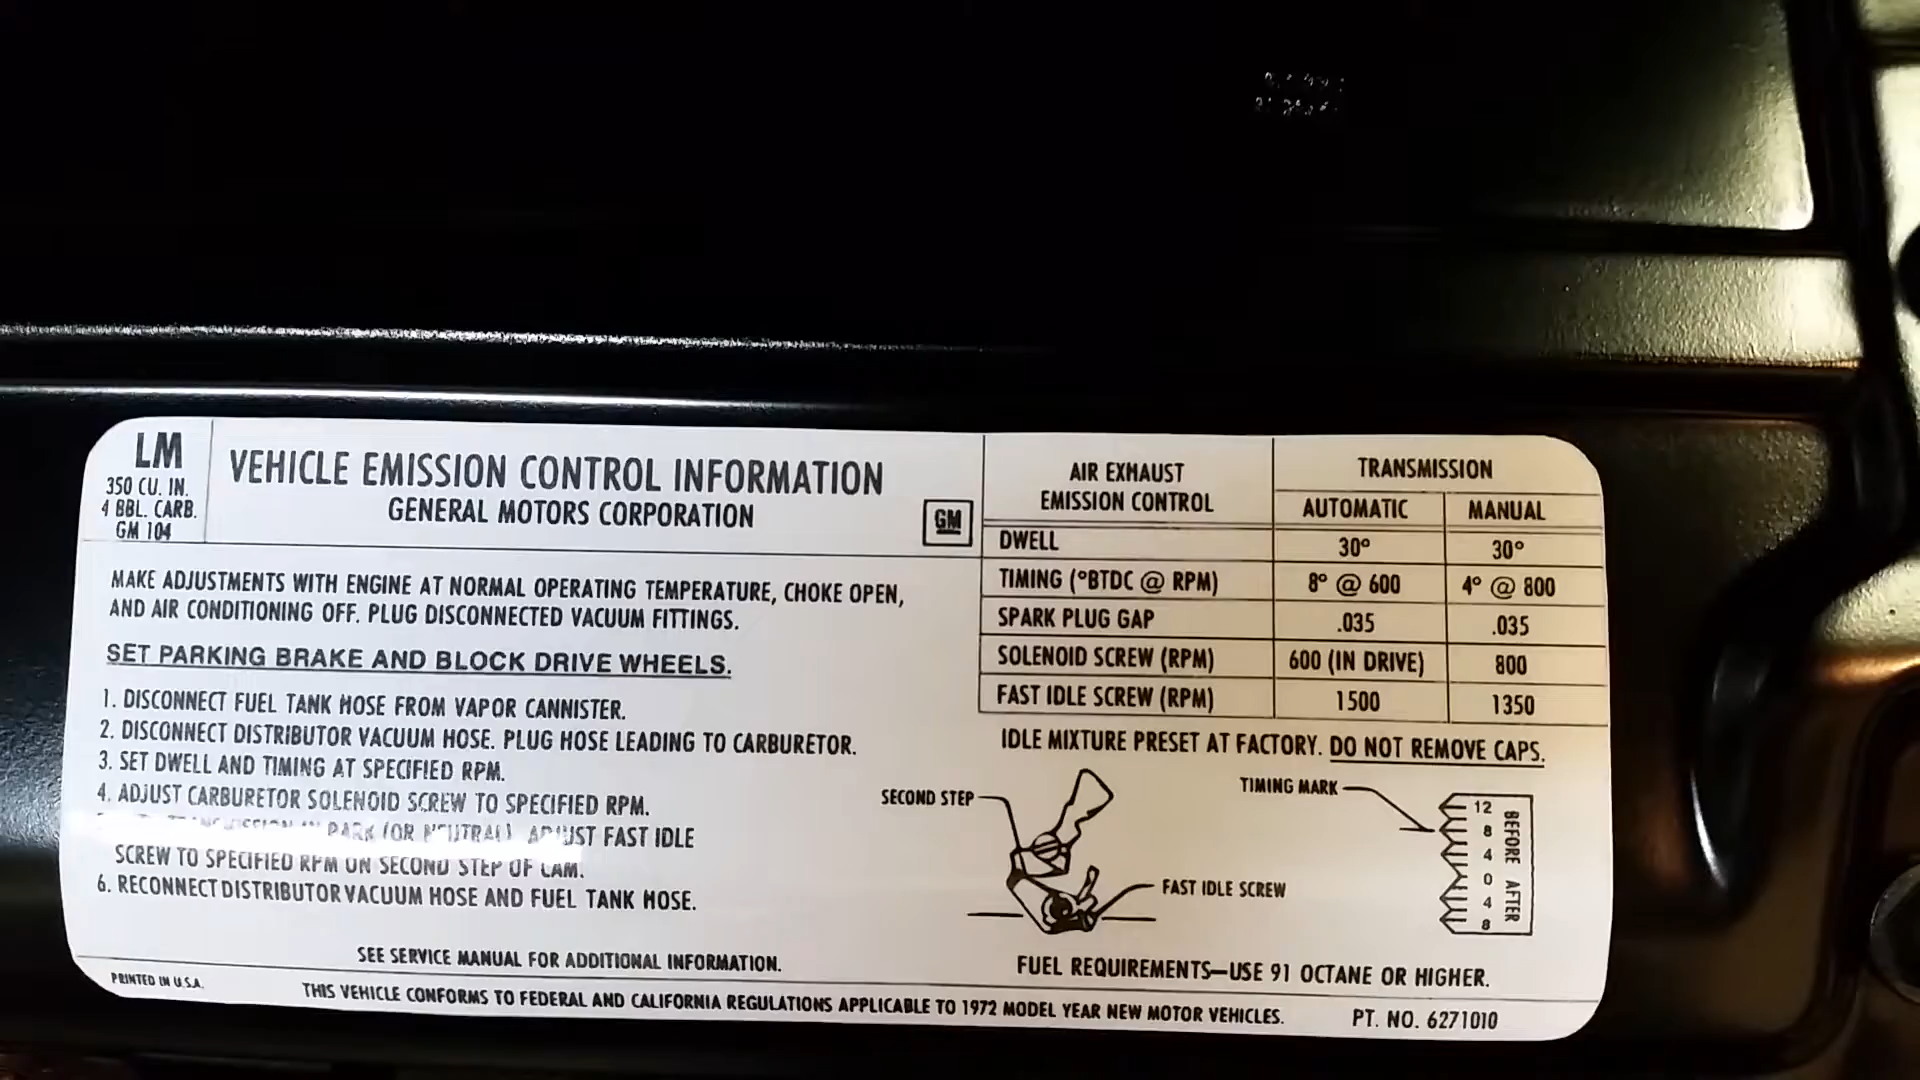 LM
350 CU. IN.
4 BBL. CARB.
GM 104
VEHICLE EMISSION CONTROL INFORMATION
GENERAL MOTORS CORPORATION
GM
MAKE ADJUSTMENTS WITH ENGINE AT NORMAL OPERATING TEMPERATURE, CHOKE OPEN,
AND AIR CONDITIONING OFF. PLUG DISCONNECTED VACUUM FITTINGS.
SET PARKING BRAKE AND BLOCK DRIVE WHEELS.
1. DISCONNECT FUEL TANK HOSE FROM VAPOR CANNISTER.
2. DISCONNECT DISTRIBUTOR VACUUM HOSE. PLUG HOSE LEADING TO CARBURETOR.
3. SET DWELL AND TIMING AT SPECIFIED RPM.
4. ADJUST CARBURETOR SOLENOID SCREW TO SPECIFIED RPM.
TRANSMISSION IN PARK (OR NEUTRAL), ADJUST FAST IDLE
SCREW TO SPECIFIED RPM ON SECOND STEP OF CAM.
6. RECONNECT DISTRIBUTOR VACUUM HOSE AND FUEL TANK HOSE.
SEE SERVICE MANUAL FOR ADDITIONAL INFORMATION.
AIR EXHAUST
EMISSION CONTROL
TRANSMISSION
AUTOMATIC MANUAL
DWELL 30° 30°
TIMING (°BTDC @ RPM) 8° @ 600 4° @ 800
SPARK PLUG GAP .035 .035
SOLENOID SCREW (RPM) 600 (IN DRIVE) 800
FAST IDLE SCREW (RPM) 1500 1350
IDLE MIXTURE PRESET AT FACTORY. DO NOT REMOVE CAPS.
SECOND STEP
FAST IDLE SCREW
TIMING MARK
12
8
4
0
4
8
BEFORE AFTER
FUEL REQUIREMENTS—USE 91 OCTANE OR HIGHER.
PRINTED IN U.S.A.
THIS VEHICLE CONFORMS TO FEDERAL AND CALIFORNIA REGULATIONS APPLICABLE TO 1972 MODEL YEAR NEW MOTOR VEHICLES.
PT. NO. 6271010